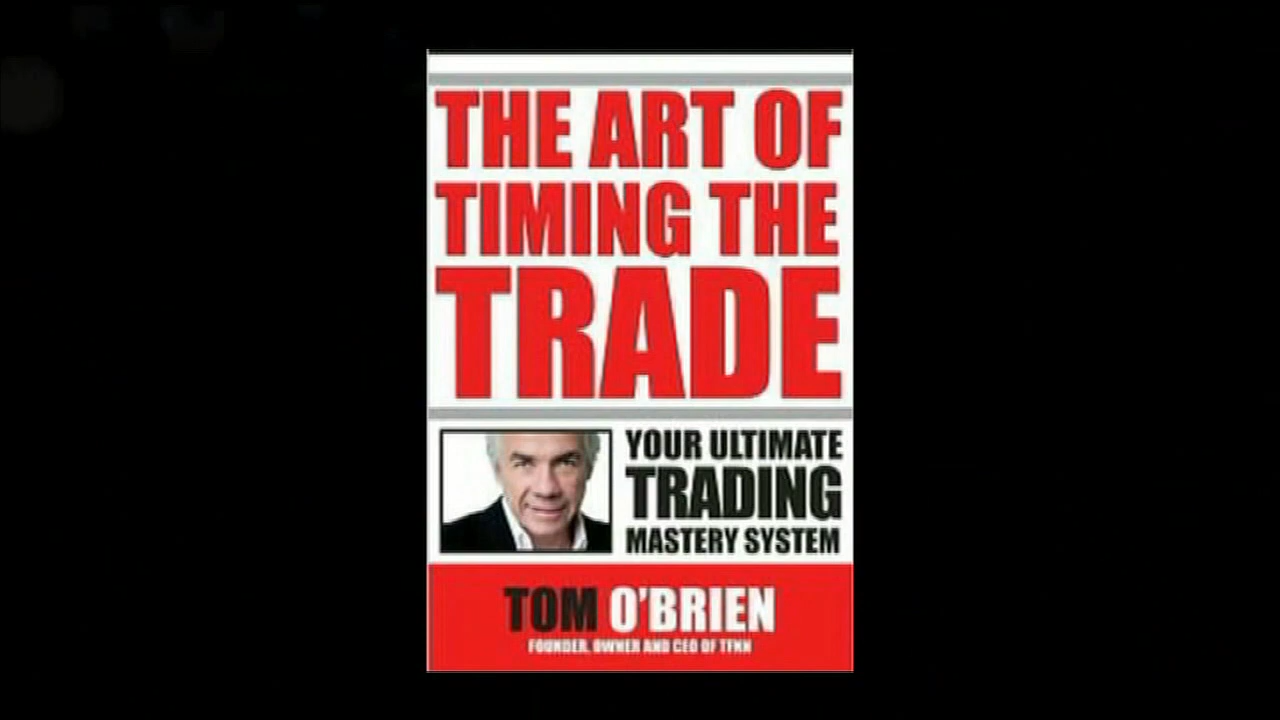 THE ART OF
TIMING THE
TRADE
YOUR ULTIMATE
TRADING
MASTERY SYSTEM
TOM O'BRIEN
FOUNDER, OWNER AND CEO OF TFNN